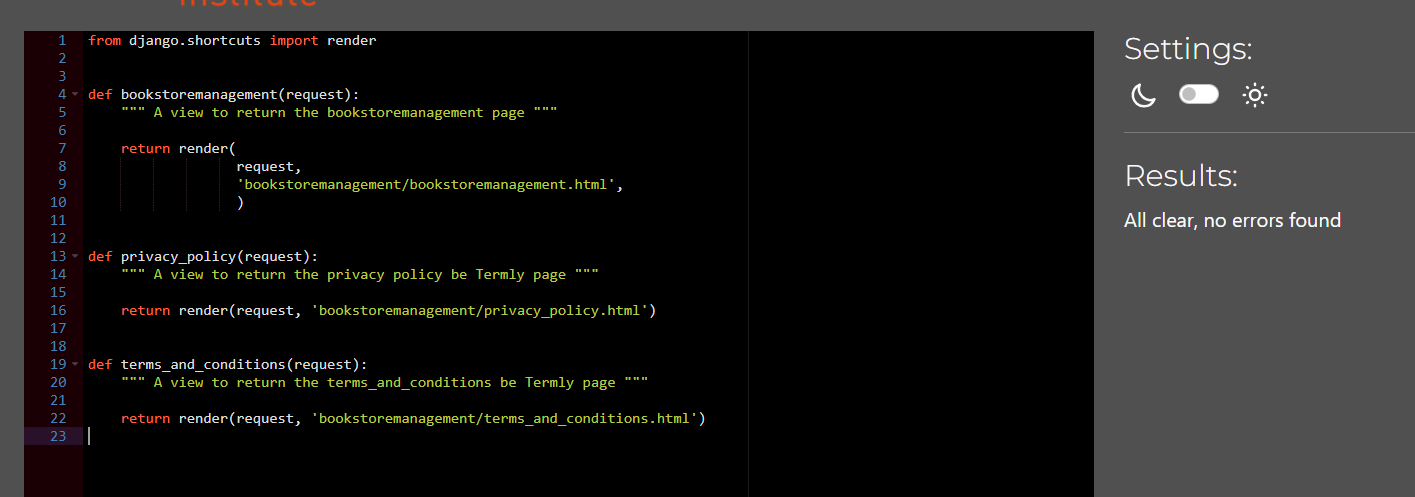 Institute
1 from django.shortcuts import render
2
3
4 def bookstoremanagement(request):
5     """ A view to return the bookstoremanagement page """
6
7     return render(
8                   request,
9                   'bookstoremanagement/bookstoremanagement.html',
10                   )
11
12
13 def privacy_policy(request):
14     """ A view to return the privacy policy be Termly page """
15
16     return render(request, 'bookstoremanagement/privacy_policy.html')
17
18
19 def terms_and_conditions(request):
20     """ A view to return the terms_and_conditions be Termly page """
21
22     return render(request, 'bookstoremanagement/terms_and_conditions.html')
23
Settings:
Results:
All clear, no errors found